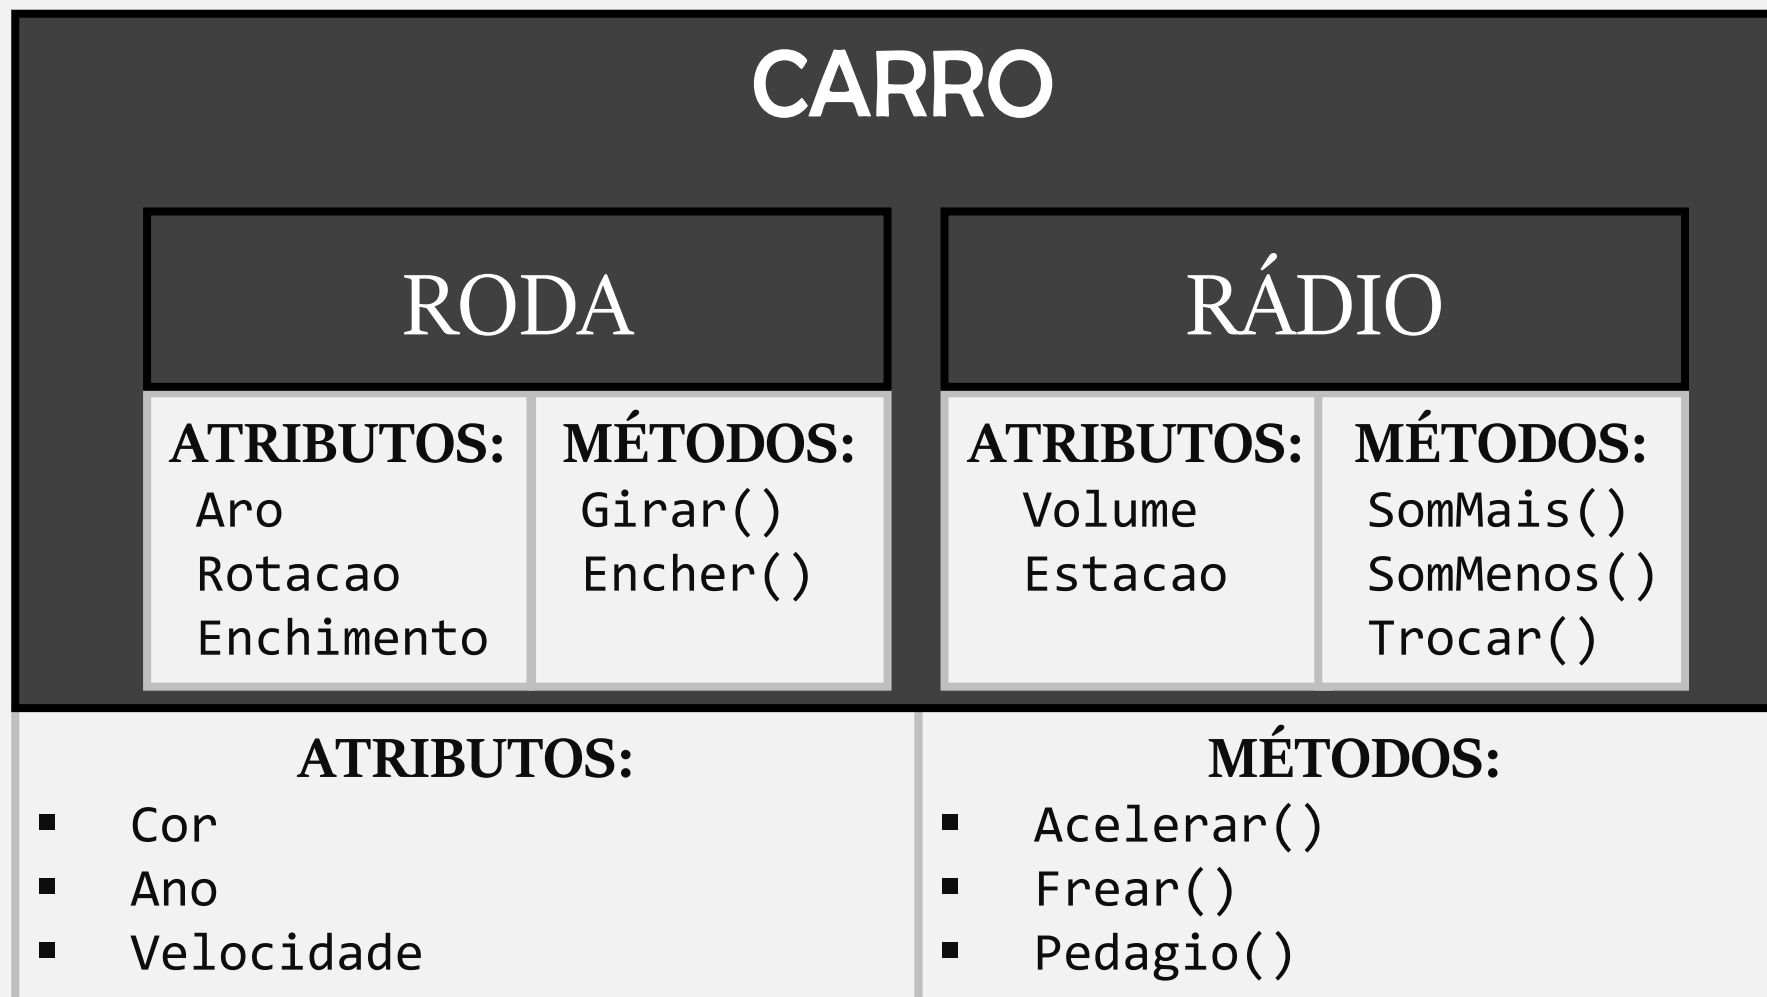 CARRO
RODA
ATRIBUTOS:
Aro
Rotacao
Enchimento
MÉTODOS:
Girar()
Encher()
RÁDIO
ATRIBUTOS:
Volume
Estacao
MÉTODOS:
SomMais()
SomMenos()
Trocar()
ATRIBUTOS:
▪ Cor
▪ Ano
▪ Velocidade
MÉTODOS:
▪ Acelerar()
▪ Frear()
▪ Pedagio()